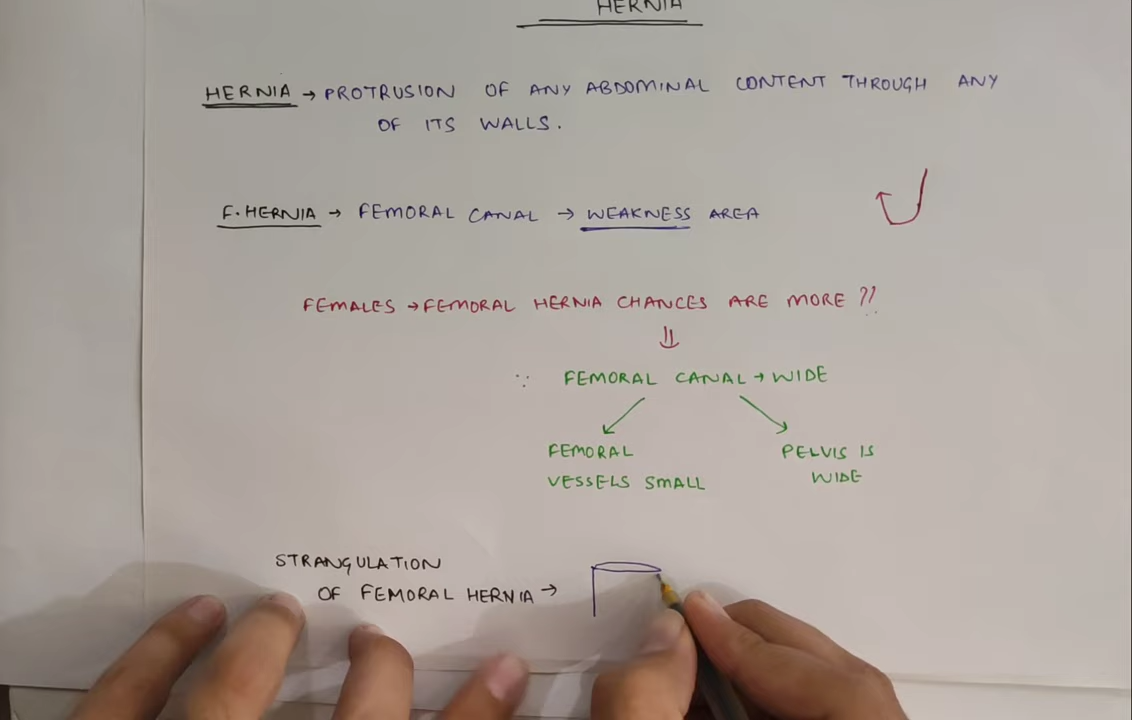 HERNIA
HERNIA → PROTRUSION OF ANY ABDOMINAL CONTENT THROUGH ANY
OF ITS WALLS.
F. HERNIA → FEMORAL CANAL → WEAKNESS AREA
FEMALES → FEMORAL HERNIA CHANCES ARE MORE ??
⇓
∵ FEMORAL CANAL → WIDE
FEMORAL
VESSELS SMALL
PELVIS IS
WIDE
STRANGULATION
OF FEMORAL HERNIA →